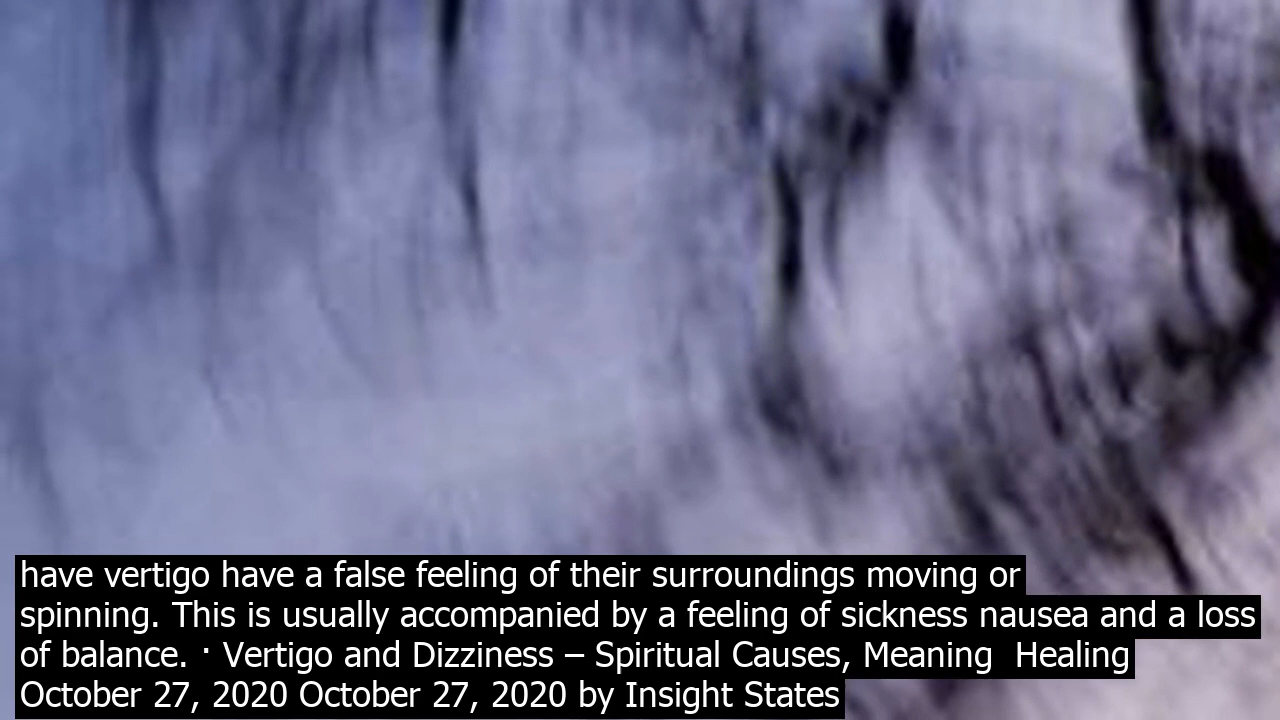 have vertigo have a false feeling of their surroundings moving or
spinning. This is usually accompanied by a feeling of sickness nausea and a loss
of balance. · Vertigo and Dizziness – Spiritual Causes, Meaning  Healing
October 27, 2020 October 27, 2020 by Insight States